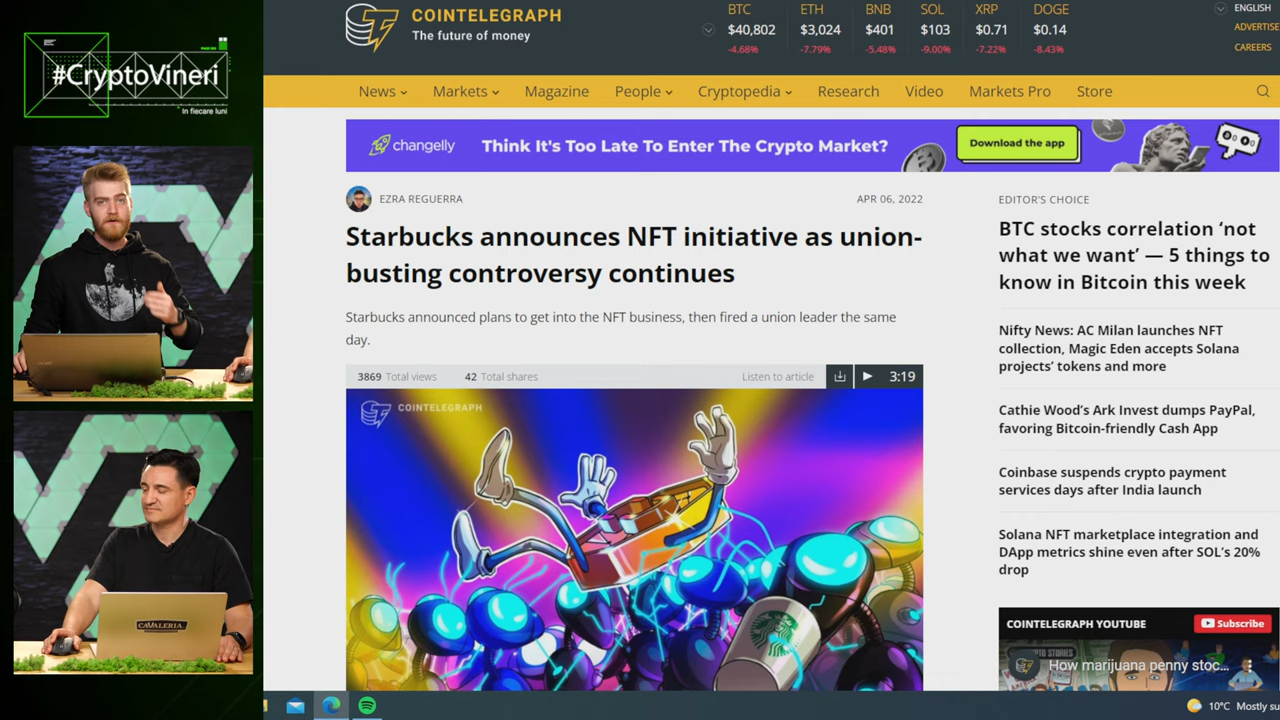 #CryptoVineri
In fiecare luni
CAVALERIA
COINTELEGRAPH
The future of money
BTC
$40,802
-4.68%
ETH
$3,024
-7.79%
BNB
$401
-5.48%
SOL
$103
-9.00%
XRP
$0.71
-7.22%
DOGE
$0.14
-8.43%
ENGLISH
ADVERTISE
CAREERS
News
Markets
Magazine
People
Cryptopedia
Research
Video
Markets Pro
Store
changelly
Think It's Too Late To Enter The Crypto Market?
Download the app
EZRA REGUERRA
APR 06, 2022
Starbucks announces NFT initiative as union-
busting controversy continues
Starbucks announced plans to get into the NFT business, then fired a union leader the same
day.
3869 Total views
42 Total shares
Listen to article
3:19
COINTELEGRAPH
EDITOR'S CHOICE
BTC stocks correlation ‘not
what we want’ — 5 things to
know in Bitcoin this week
Nifty News: AC Milan launches NFT
collection, Magic Eden accepts Solana
projects’ tokens and more
Cathie Wood’s Ark Invest dumps PayPal,
favoring Bitcoin-friendly Cash App
Coinbase suspends crypto payment
services days after India launch
Solana NFT marketplace integration and
DApp metrics shine even after SOL’s 20%
drop
COINTELEGRAPH YOUTUBE
Subscribe
How marijuana penny stoc...
10°C Mostly su